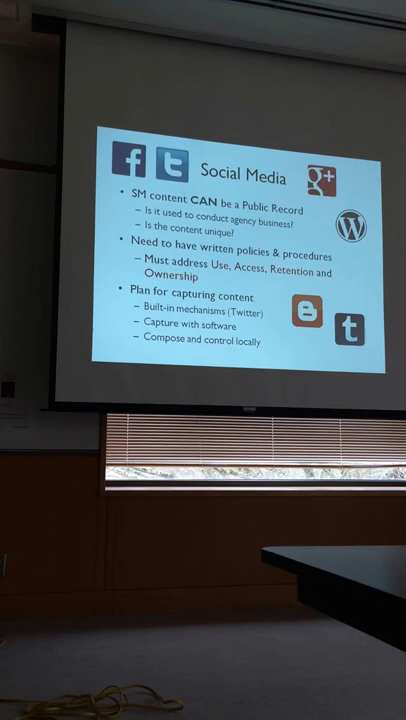 Social Media
• SM content CAN be a Public Record
– Is it used to conduct agency business?
– Is the content unique?
• Need to have written policies & procedures
– Must address Use, Access, Retention and
Ownership
• Plan for capturing content
– Built-in mechanisms (Twitter)
– Capture with software
– Compose and control locally